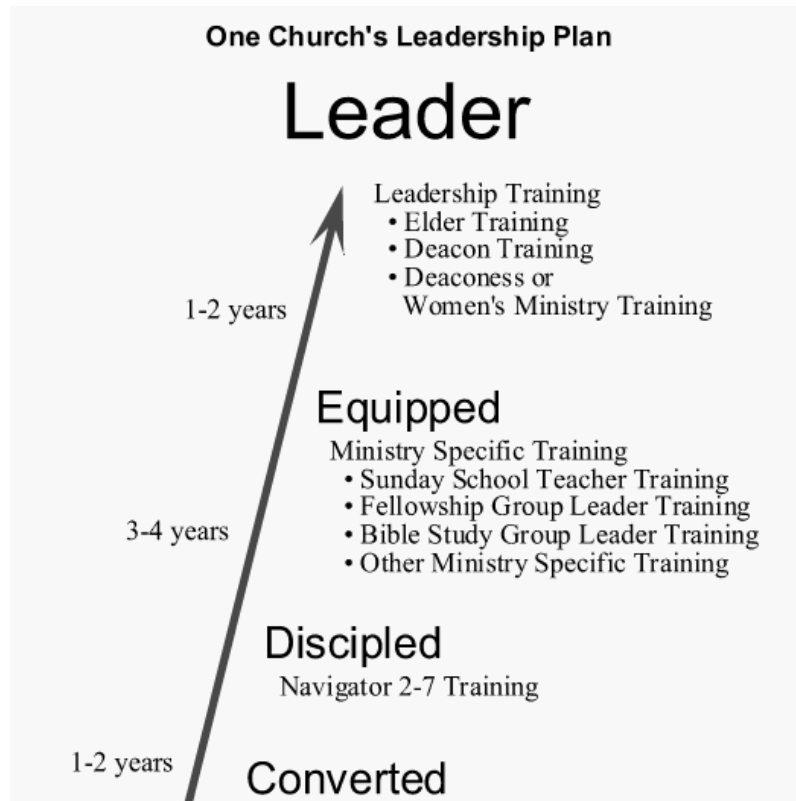 One Church's Leadership Plan
Leader
Leadership Training
• Elder Training
• Deacon Training
• Deaconess or
Women's Ministry Training
1-2 years
Equipped
Ministry Specific Training
• Sunday School Teacher Training
• Fellowship Group Leader Training
• Bible Study Group Leader Training
• Other Ministry Specific Training
3-4 years
Discipled
Navigator 2-7 Training
1-2 years
Converted